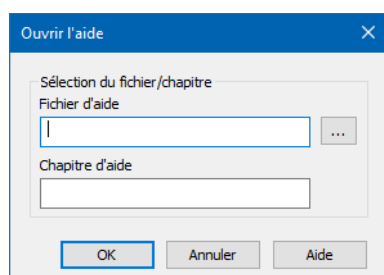 Ouvrir l'aide
Sélection du fichier/chapitre
Fichier d'aide
...
Chapitre d'aide
OK Annuler Aide